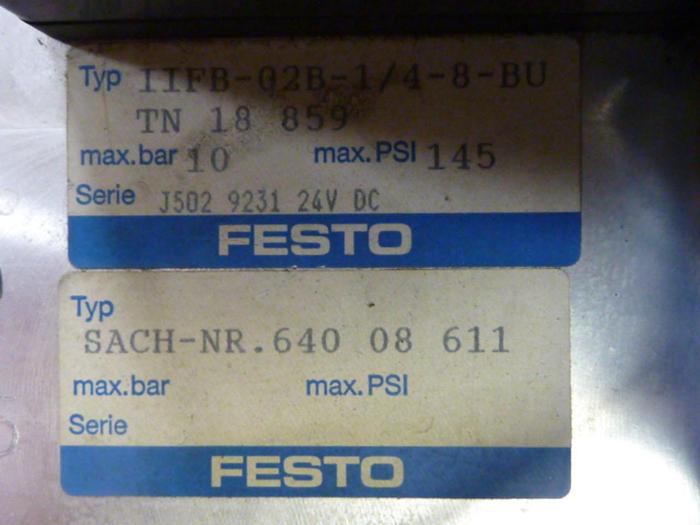 Typ IIFB-02B-1/4-8-BU
TN 18 859
max.bar 10 max.PSI 145
Serie J502 9231 24V DC
FESTO
Typ
SACH-NR.640 08 611
max.bar max.PSI
Serie
FESTO